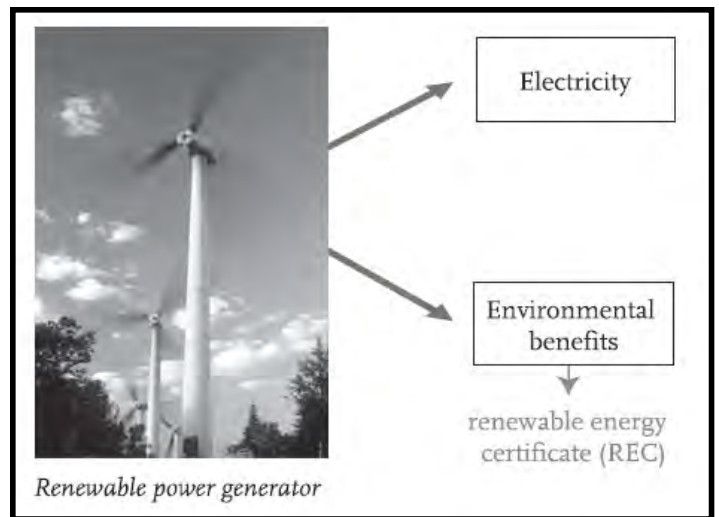 Electricity
Environmental
benefits
renewable energy
certificate (REC)
Renewable power generator